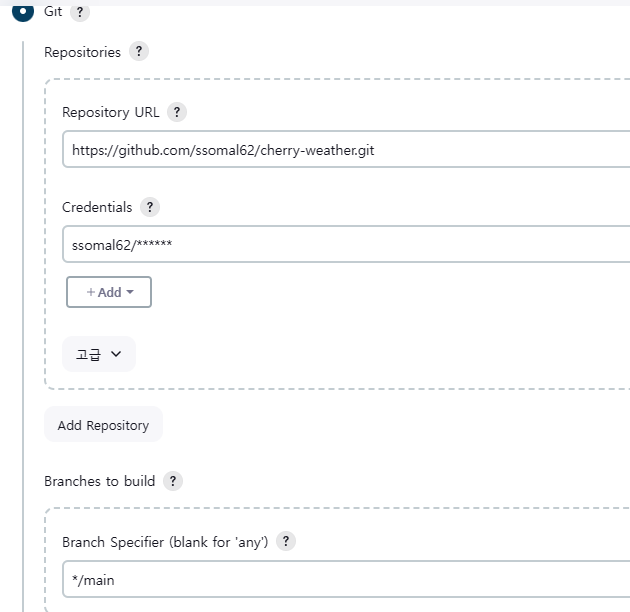 Git ?
Repositories ?
Repository URL ?
https://github.com/ssomal62/cherry-weather.git
Credentials ?
ssomal62/******
+ Add
고급
Add Repository
Branches to build ?
Branch Specifier (blank for 'any') ?
*/main